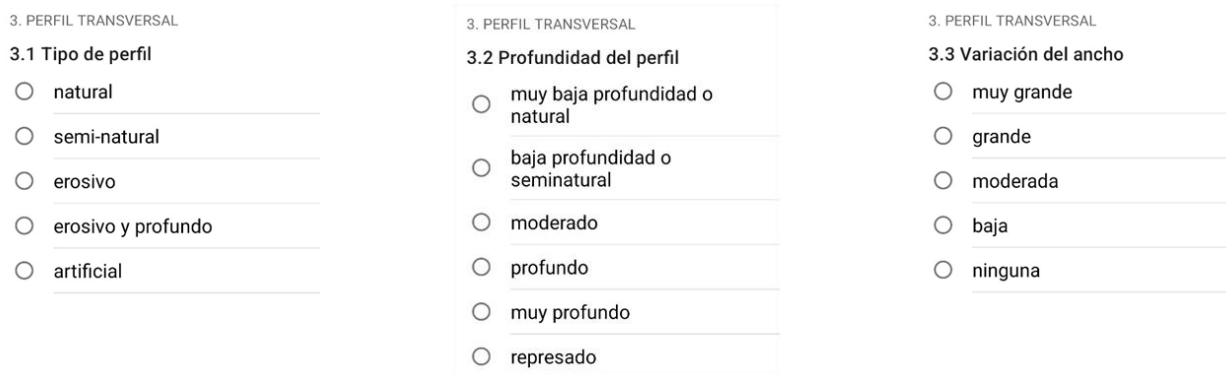 3. PERFIL TRANSVERSAL
3.1 Tipo de perfil
natural
semi-natural
erosivo
erosivo y profundo
artificial
3. PERFIL TRANSVERSAL
3.2 Profundidad del perfil
muy baja profundidad o
natural
baja profundidad o
seminatural
moderado
profundo
muy profundo
represado
3. PERFIL TRANSVERSAL
3.3 Variación del ancho
muy grande
grande
moderada
baja
ninguna